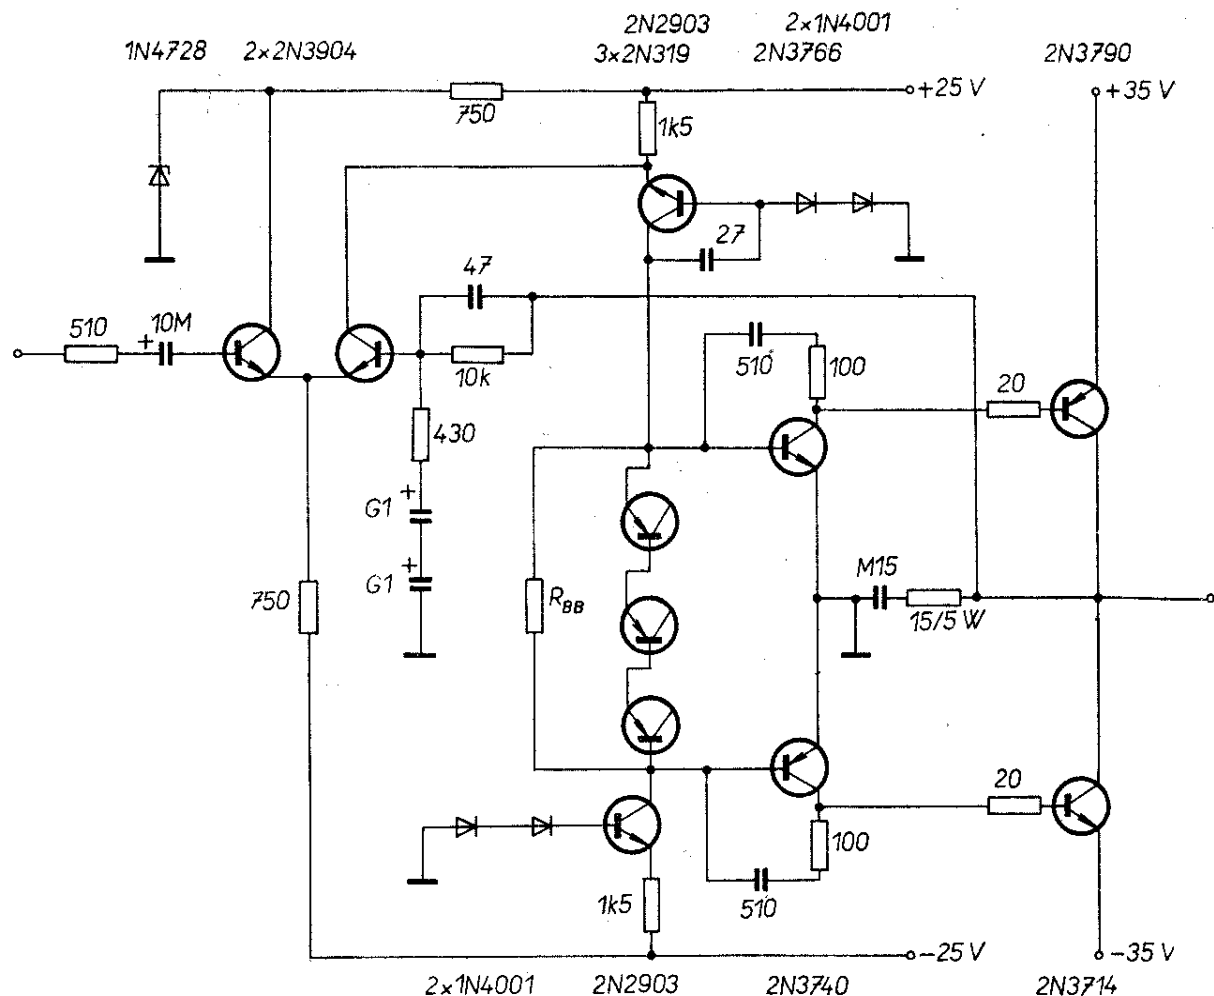 2N2903 2×1N4001
1N4728 2×2N3904 3×2N319 2N3766 2N3790
+25 V +35 V
750 1k5
27
47
510 + 10M
10k 510 100 20
430
+
G1
+
G1
750 RBB M15
15/5 W
20
100
1k5 510
−25 V −35 V
2×1N4001 2N2903 2N3740 2N3714